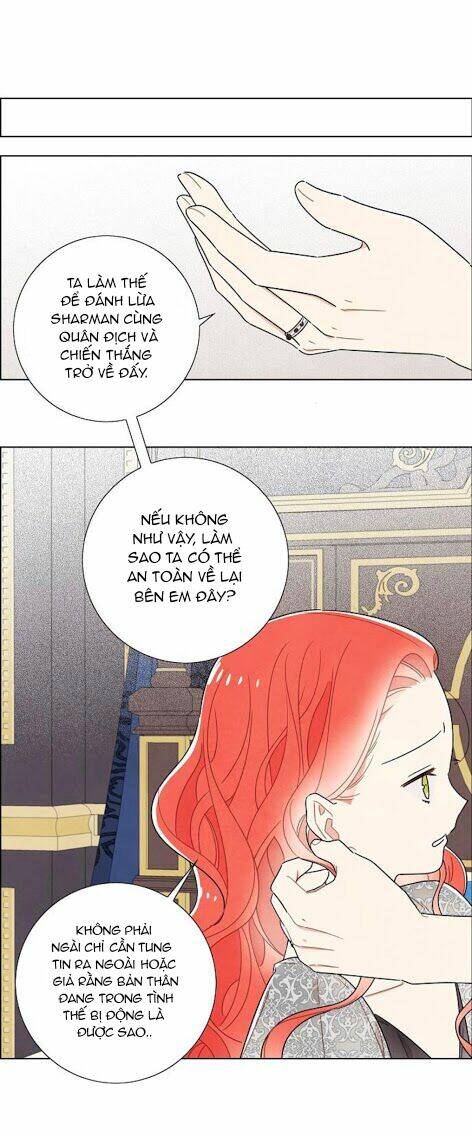 TA LÀM THẾ
ĐỂ ĐÁNH LỪA
SHARMAN CÙNG
QUÂN ĐỊCH VÀ
CHIẾN THẮNG
TRỞ VỀ ĐẤY.
NẾU KHÔNG
NHƯ VẬY, LÀM
SAO TA CÓ THỂ
AN TOÀN VỀ LẠI
BÊN EM ĐÂY?
KHÔNG PHẢI
NGÀI CHỈ CẦN TUNG
TIN RA NGOÀI HOẶC
GIẢ RẰNG BẢN THÂN
ĐANG TRONG TÌNH
THẾ BỊ ĐỘNG LÀ
ĐƯỢC SAO..